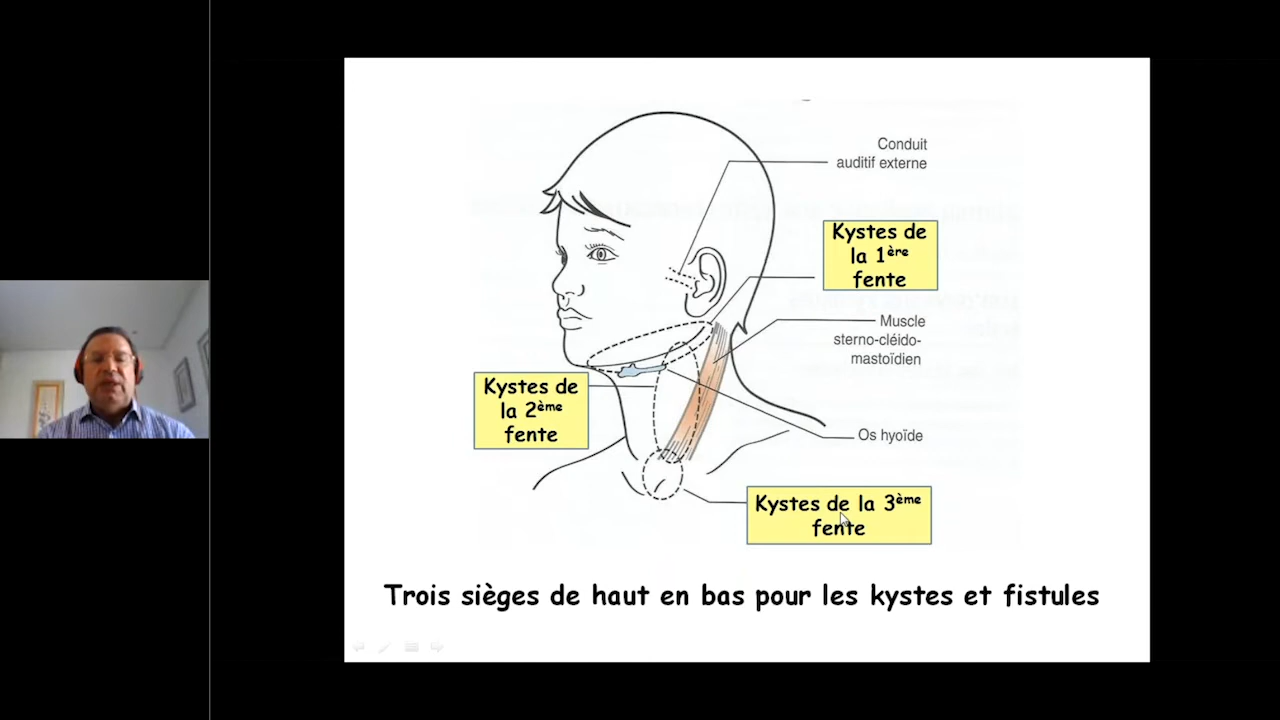 Conduit
auditif externe
Kystes de
la 1ère
fente
Muscle
sterno-cléido-
mastoïdien
Kystes de
la 2ème
fente
Os hyoïde
Kystes de la 3ème
fente
Trois sièges de haut en bas pour les kystes et fistules